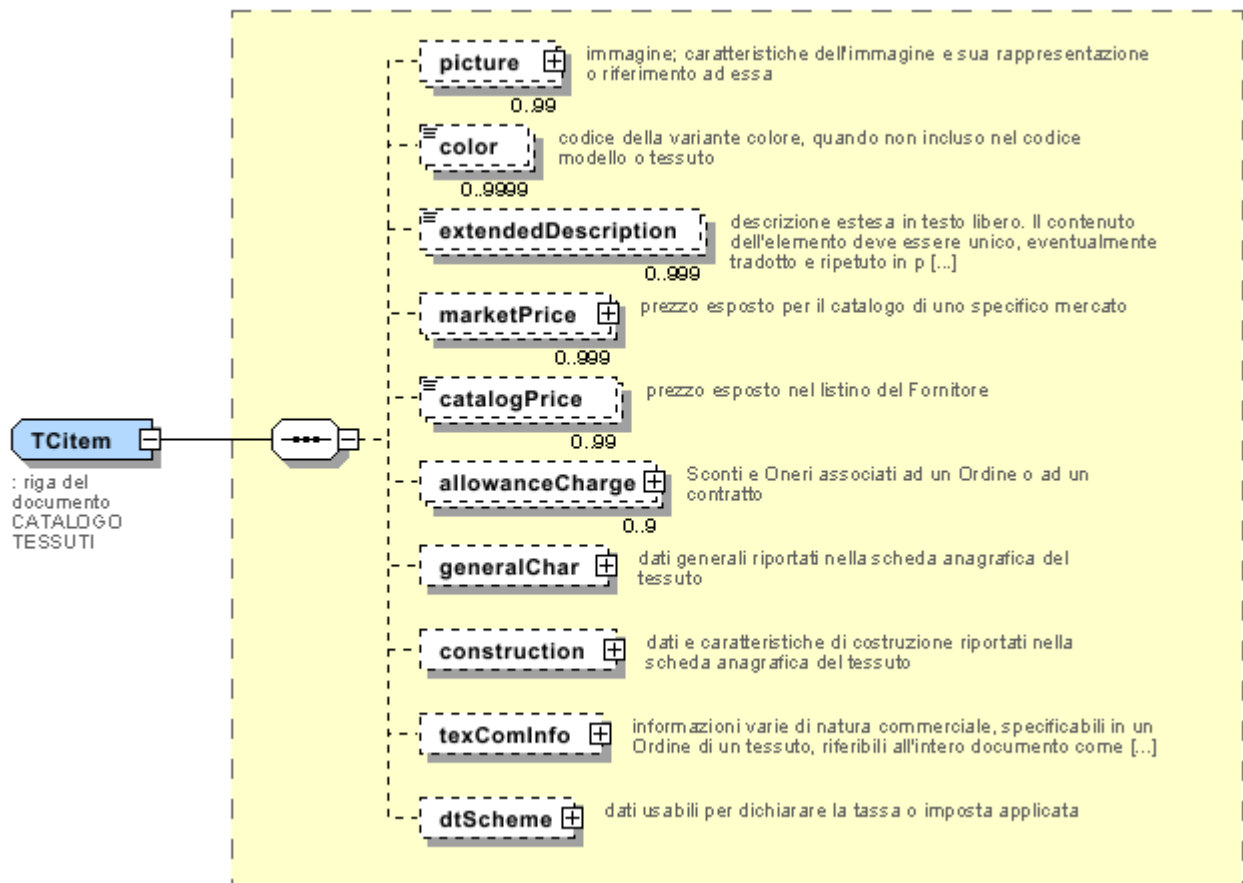 picture
immagine; caratteristiche dell'immagine e sua rappresentazione
o riferimento ad essa
0..99
color
codice della variante colore, quando non incluso nel codice
modello o tessuto
0..9999
extendedDescription
descrizione estesa in testo libero. Il contenuto
dell'elemento deve essere unico, eventualmente
tradotto e ripetuto in p [...]
0..999
marketPrice
prezzo esposto per il catalogo di uno specifico mercato
0..999
catalogPrice
prezzo esposto nel listino del Fornitore
0..99
TCitem
: riga del
documento
CATALOGO
TESSUTI
allowanceCharge
Sconti e Oneri associati ad un Ordine o ad un
contratto
0..9
generalChar
dati generali riportati nella scheda anagrafica del
tessuto
construction
dati e caratteristiche di costruzione riportati nella
scheda anagrafica del tessuto
texComInfo
informazioni varie di natura commerciale, specificabili in un
Ordine di un tessuto, riferibili all'intero documento come [...]
dtScheme
dati usabili per dichiarare la tassa o imposta applicata